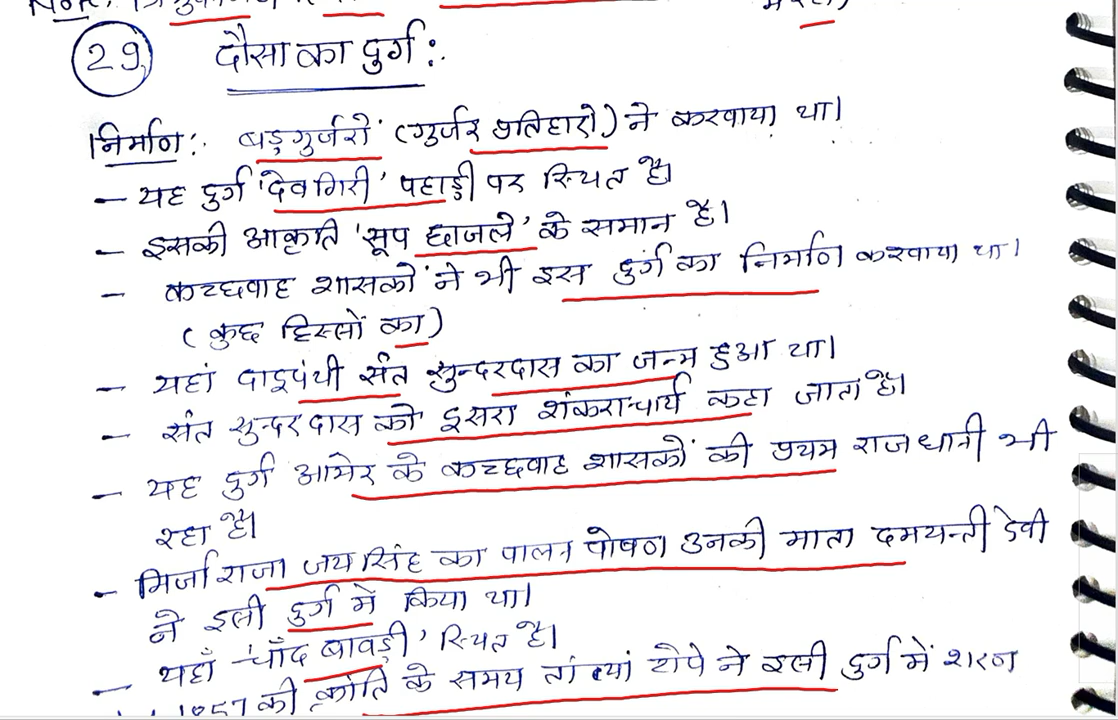 Note:
29 दौसा का दुर्ग :.
निर्माण :. बड़गुर्जरों (गुर्जर प्रतिहारो) ने करवाया था।
– यह दुर्ग 'देवगिरी' पहाड़ी पर स्थित है।
– इसकी आकृति 'सूप छाजले' के समान है।
– कच्छवाह शासकों ने भी इस दुर्ग का निर्माण करवाया था।
( कुछ हिस्सों का )
– यहां दादूपंथी संत सुन्दरदास का जन्म हुआ था।
– संत सुन्दरदास को दूसरा शंकराचार्य कहा जाता है।
– यह दुर्ग आमेर के कच्छवाह शासकों की प्रथम राजधानी भी
रहा है।
– मिर्जा राजा जयसिंह का पालन पोषण उनकी माता दमयन्ती देवी
ने इसी दुर्ग में किया था।
– यहाँ 'चाँद बावड़ी' स्थित है।
1857 की क्रांति के समय तांत्यां टोपे ने इसी दुर्ग में शरण